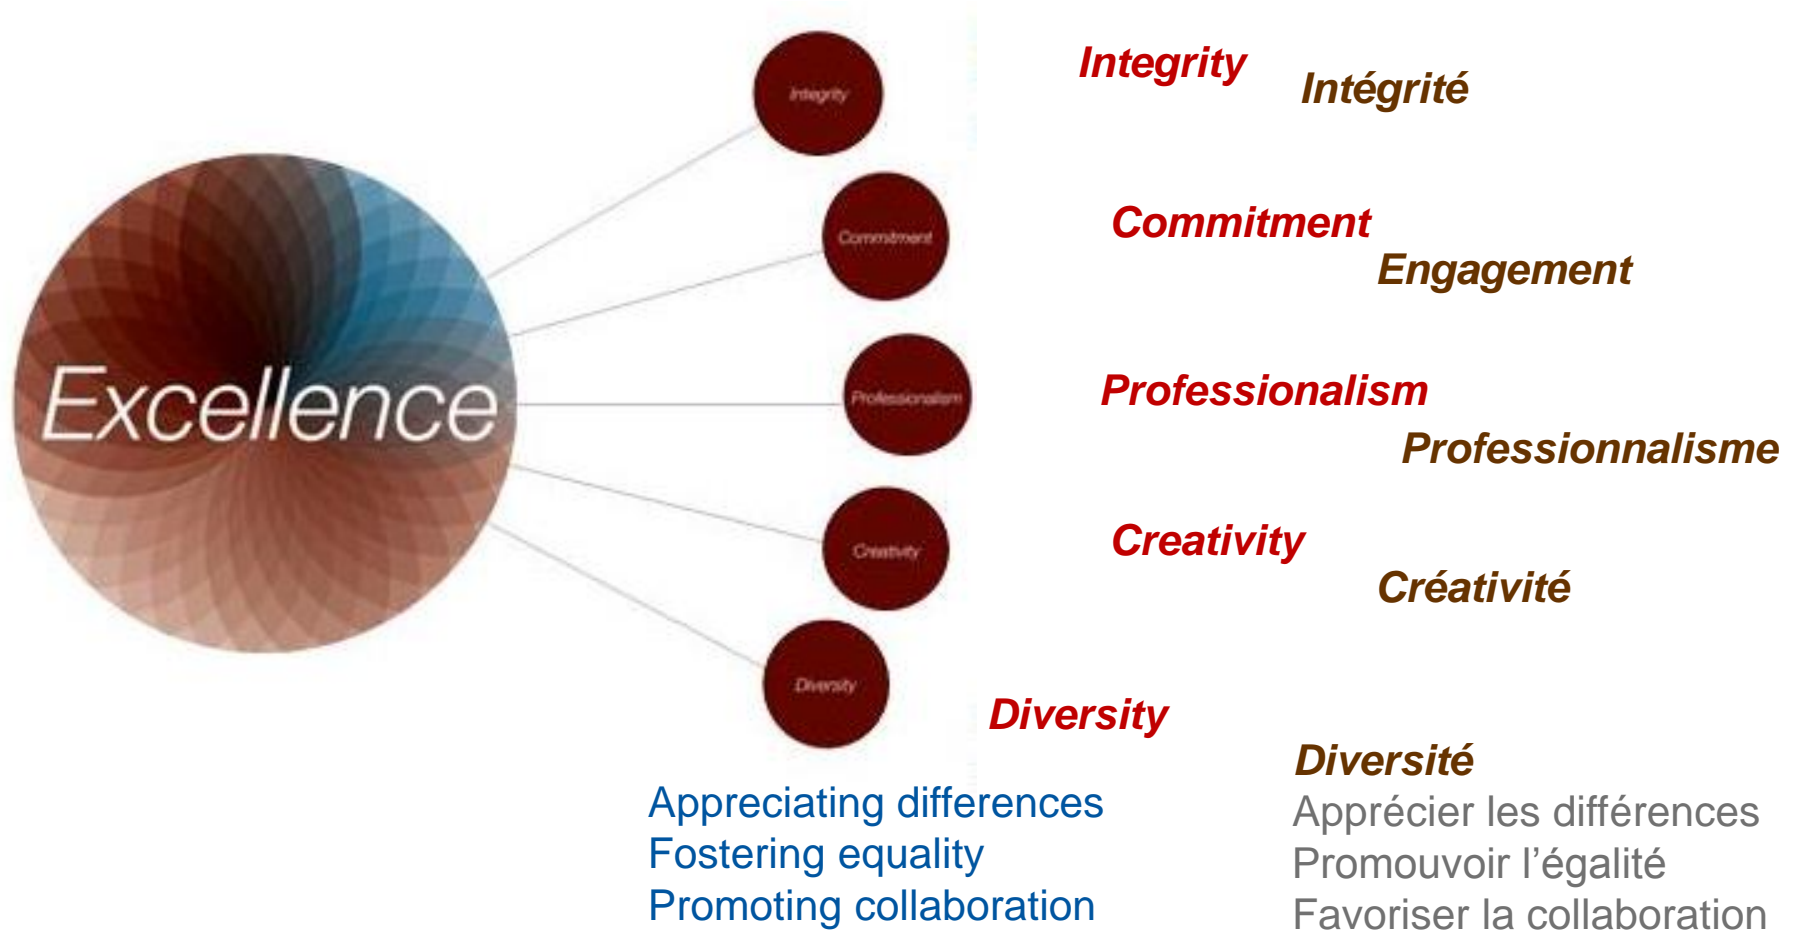 Excellence
Integrity
Integrity
Intégrité
Commitment
Commitment
Engagement
Professionalism
Professionalism
Professionnalisme
Creativity
Creativity
Créativité
Diversity
Diversity
Appreciating differences
Fostering equality
Promoting collaboration
Diversité
Apprécier les différences
Promouvoir l’égalité
Favoriser la collaboration